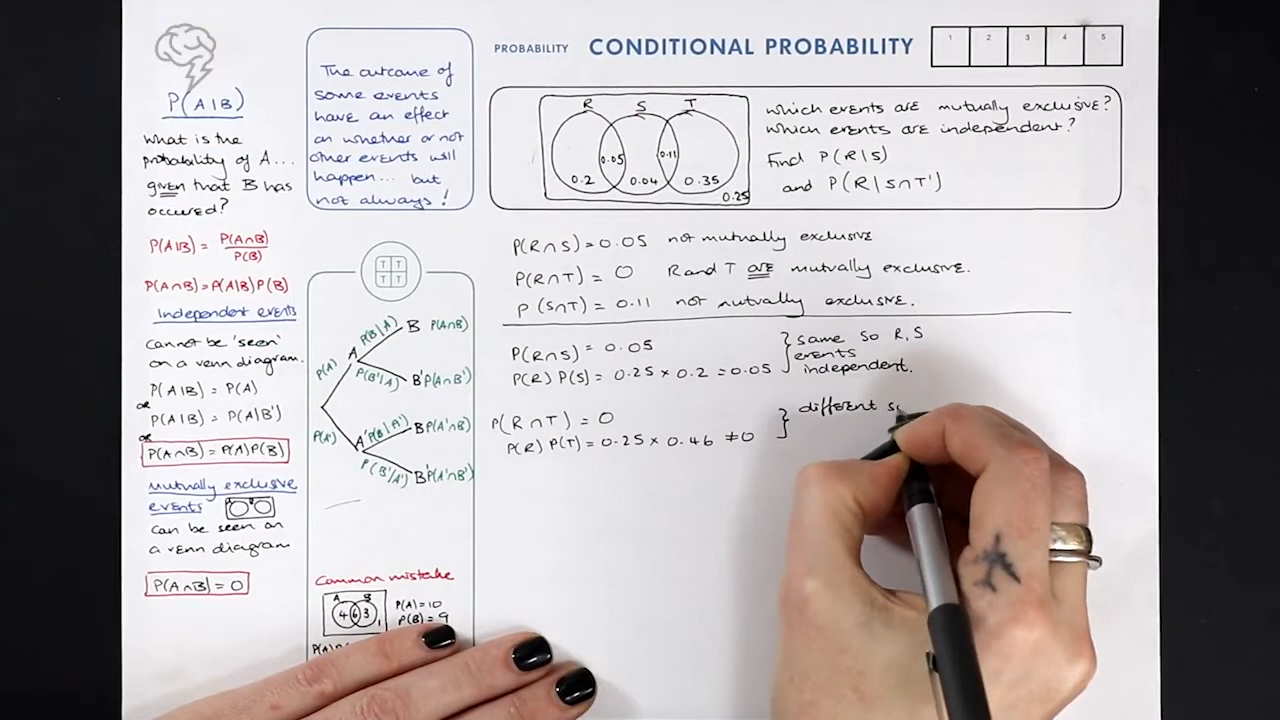 PROBABILITY CONDITIONAL PROBABILITY
1 2 3 4 5
P(A|B)
What is the
probability of A...
given that B has
occured?
P(A|B) = P(A∩B)
P(B)
P(A∩B)=P(A|B)P(B)
Independent events
cannot be 'seen'
on a venn diagram.
P(A|B) = P(A)
or
P(A|B) = P(A|B')
or
P(A∩B) = P(A)P(B)
Mutually exclusive
events
can be seen on
a venn diagram
P(A∩B) = 0
The outcome of
some events
have an effect
on whether or not
other events will
happen... but
not always!
T T
T T
P(A) A P(B|A) B P(A∩B)
P(B'|A) B' P(A∩B')
P(A') A' P(B|A') B P(A'∩B)
P(B'|A') B' P(A'∩B')
Common mistake
A B
4 6 3
1
P(A)=10
P(B)=9
R S T
0.05 0.11
0.2 0.04 0.35
0.25
which events are mutually exclusive?
which events are independent?
Find P(R|S)
and P(R|S∩T')
P(R∩S) = 0.05 not mutually exclusive
P(R∩T) = 0 R and T are mutually exclusive.
P(S∩T) = 0.11 not mutually exclusive.
P(R∩S) = 0.05
P(R) P(S) = 0.25 × 0.2 = 0.05
same so R, S
events
independent.
P(R∩T) = 0
P(R) P(T) = 0.25 × 0.46 ≠ 0
different s